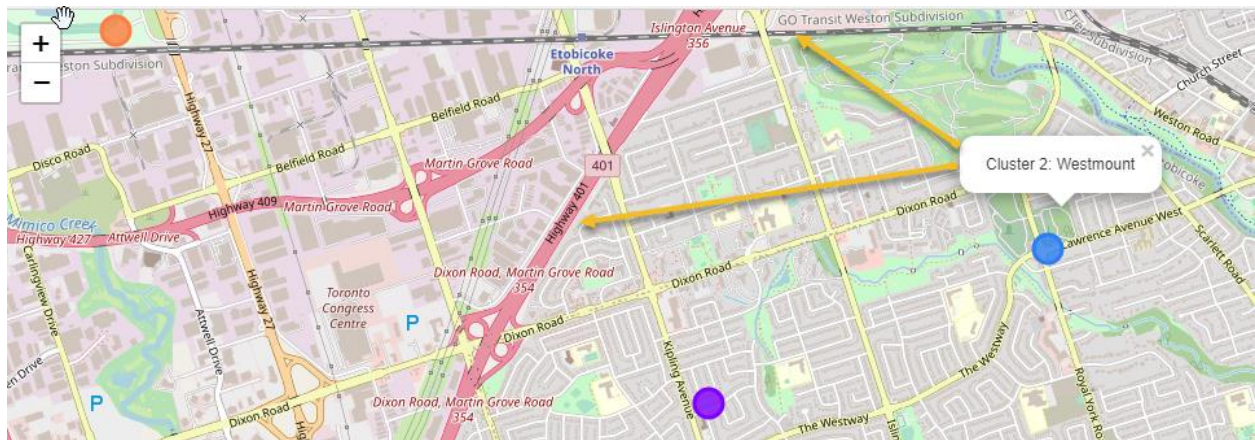 +
−
GO Transit Weston Subdivision
Weston Subdivision
Islington Avenue
356
Etobicoke
North
Church Street
Weston Road
Belfield Road
Disco Road
Belfield Road
Martin Grove Road
401
Cluster 2: Westmount
×
Highway 27
Highway 409
Martin Grove Road
Mimico Creek
Highway 427
Attwell Drive
Highway 401
Dixon Road
Lawrence Avenue West
Scarlett Road
Carlingview Drive
Dixon Road, Martin Grove Road
354
Dixon Road
Toronto
Congress
Centre
P
Highway 27
Attwell Drive
Dixon Road
The Westway
Kipling Avenue
P
Dixon Road, Martin Grove Road
354
Dixon Road
The Westway
Royal York Ro